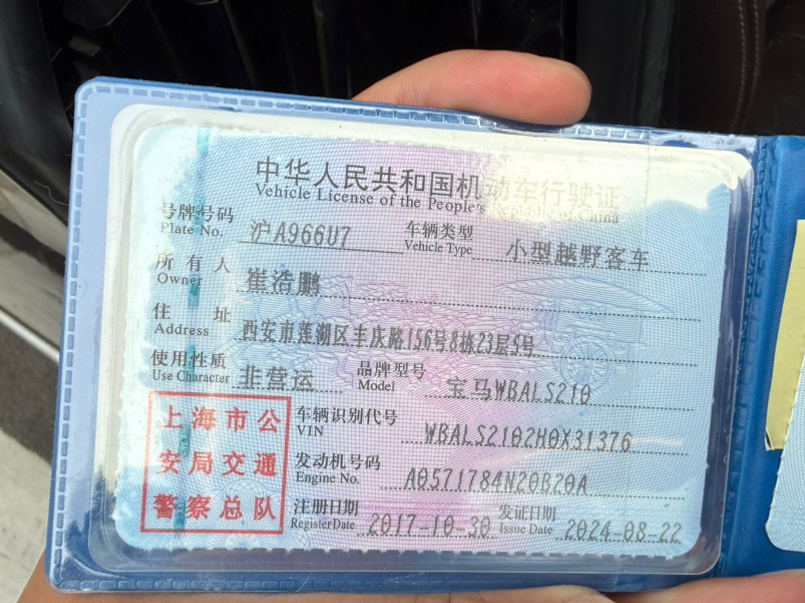 中华人民共和国机动车行驶证
Vehicle License of the People's Republic of China
号牌号码 沪A966U7 车辆类型 小型越野客车
Plate No. Vehicle Type
所有人 崔浩鹏
Owner
住址 西安市莲湖区丰庆路156号8栋23层5号
Address
使用性质 非营运 品牌型号 宝马WBALS210
Use Character Model
上海市公
安局交通
警察总队
车辆识别代号 WBALS2102H0X31376
VIN
发动机号码 A0571784N20B20A
Engine No.
注册日期 2017-10-30 发证日期 2024-08-22
Register Date Issue Date